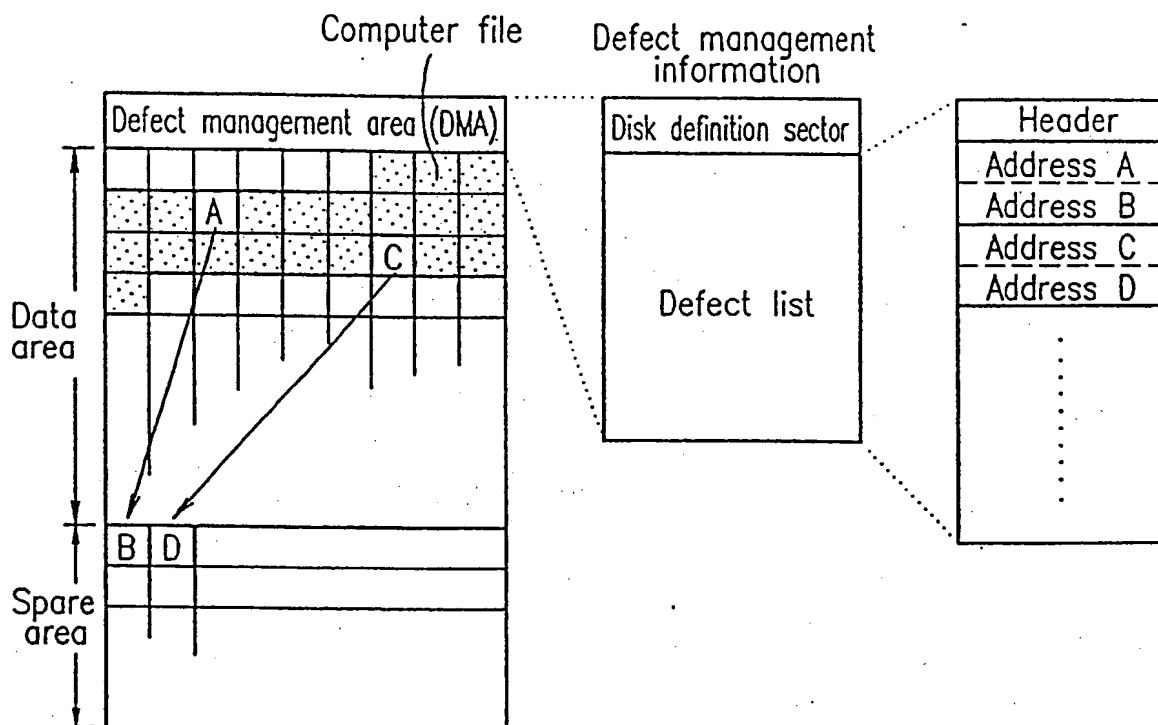 Computer file
Defect management
information
Defect management area (DMA)
Disk definition sector
Header
Address A
Address B
Address C
Address D
A
C
Defect list
Data
area
B D
Spare
area